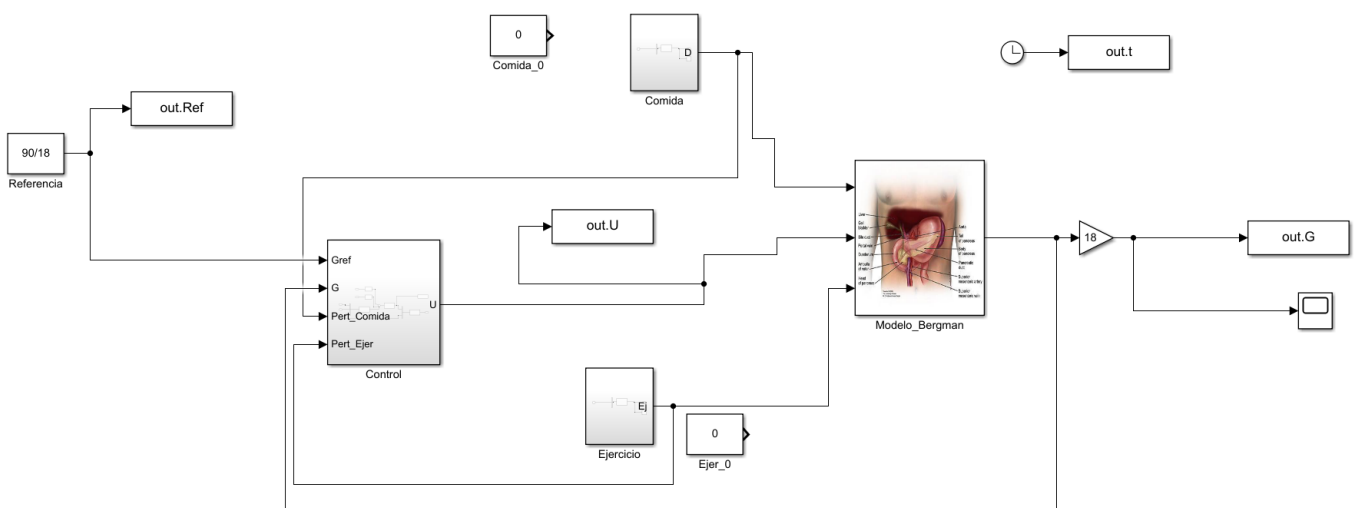 0
Comida_0
D
Comida
out.t
out.Ref
90/18
Referencia
out.U
Gref
G
Pert_Comida
Pert_Ejer
U
Control
Modelo_Bergman
18
out.G
Ej
Ejercicio
0
Ejer_0